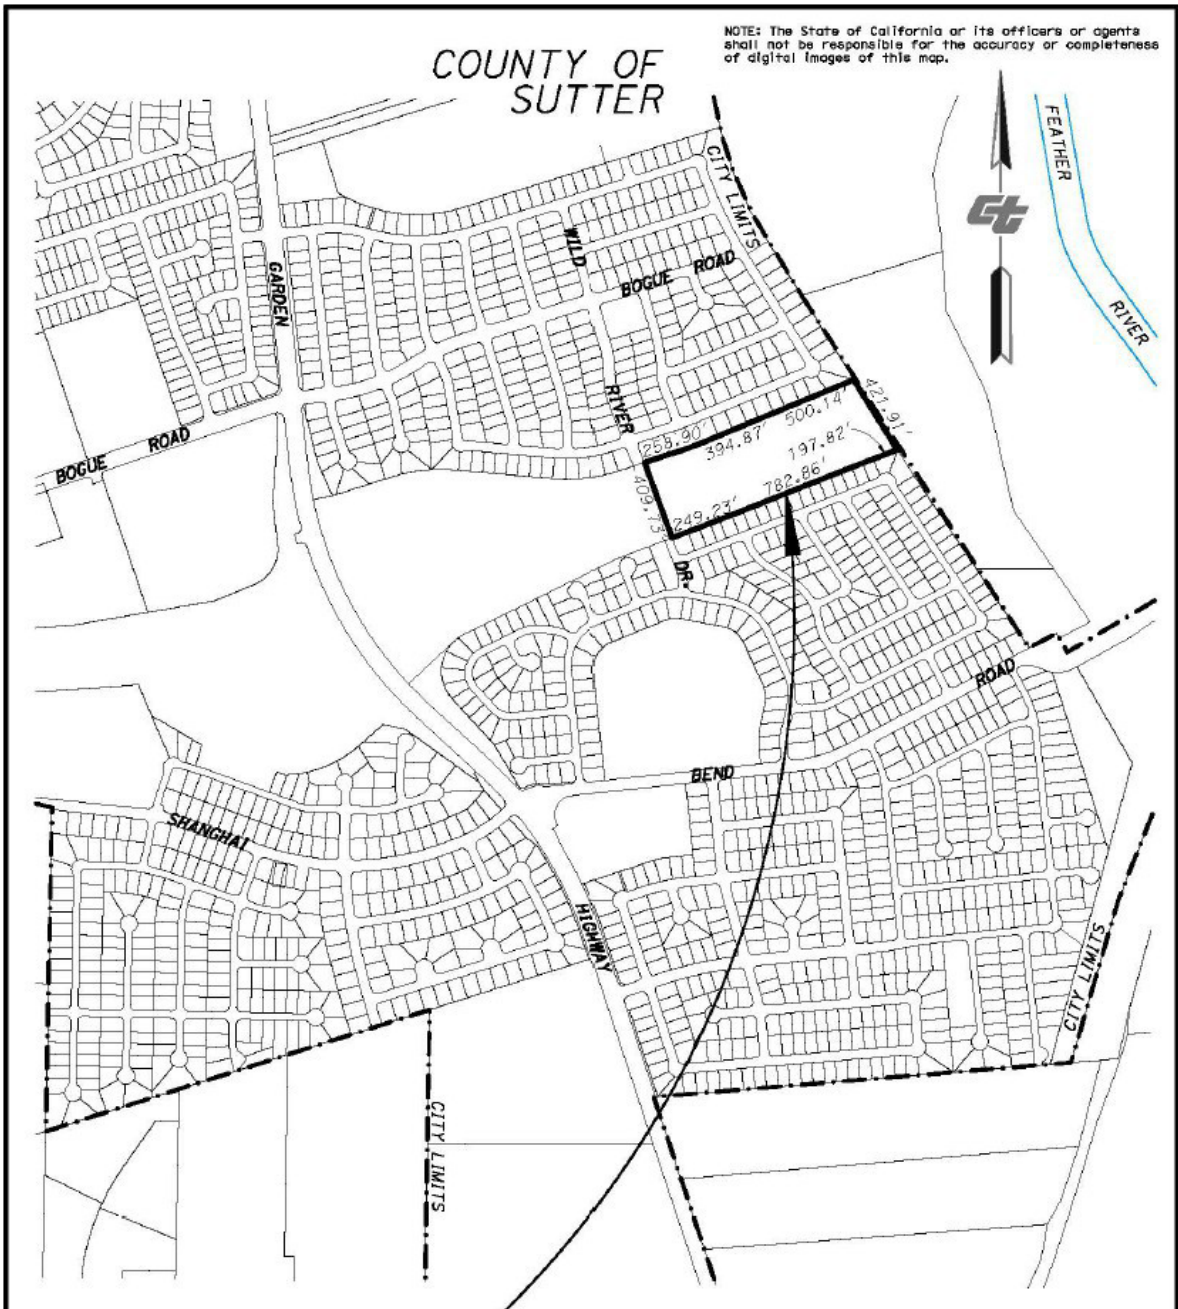 NOTE: The State of California or its officers or agents
shall not be responsible for the accuracy or completeness
of digital images of this map.
COUNTY OF
SUTTER
FEATHER
RIVER
CT
CITY LIMITS
WILD
BOGUE ROAD
GARDEN
RIVER
BOGUE ROAD
421.91'
500.14'
394.87'
258.90'
197.82'
782.86'
249.23'
409.73'
DR.
ROAD
BEND
SHANGHAI
HIGHWAY
CITY LIMITS
CITY LIMITS